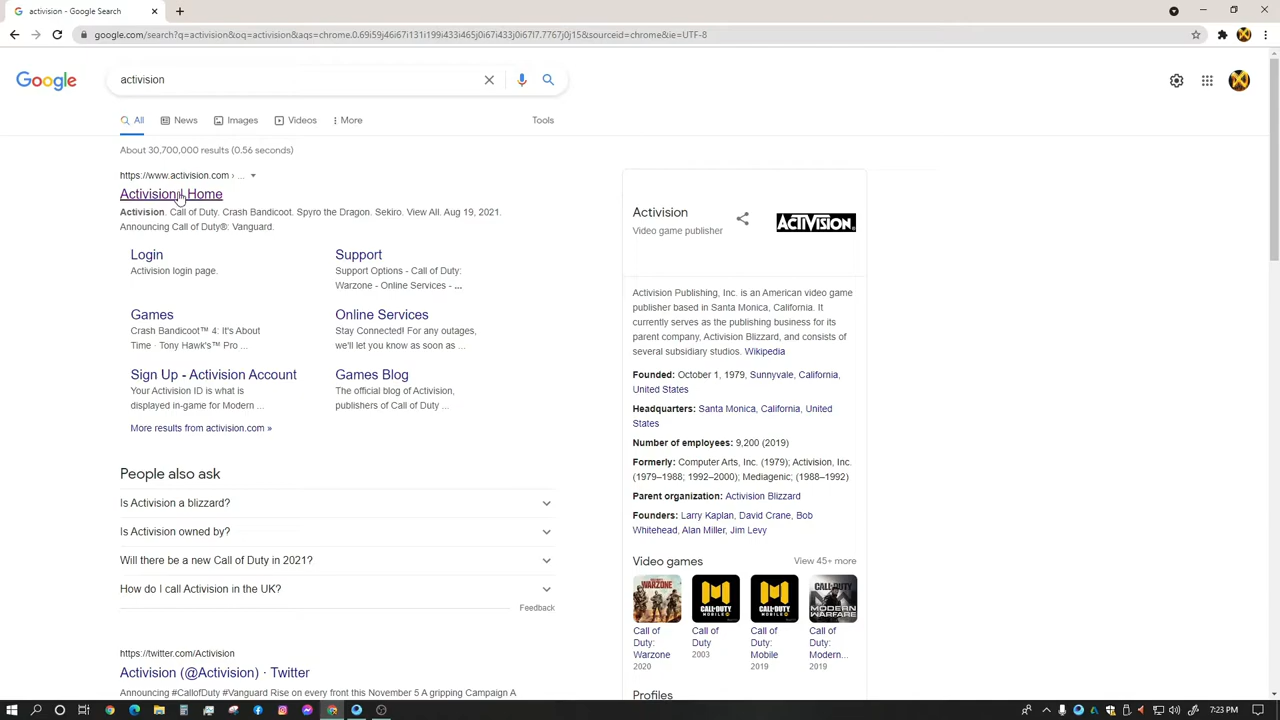 activision - Google Search
google.com/search?q=activision&oq=activision&aqs=chrome.0.69i59j46i67i131i199i433i465j0i67i433j0i67l7.7767j0j15&sourceid=chrome&ie=UTF-8
Google
activision
All
News
Images
Videos
More
Tools
About 30,700,000 results (0.56 seconds)
https://www.activision.com › ...
Activision | Home
Activision. Call of Duty. Crash Bandicoot. Spyro the Dragon. Sekiro. View All. Aug 19, 2021.
Announcing Call of Duty®: Vanguard.
Login
Activision login page.
Support
Support Options - Call of Duty:
Warzone - Online Services - ...
Games
Crash Bandicoot™ 4: It's About
Time · Tony Hawk's™ Pro ...
Online Services
Stay Connected! For any outages,
we'll let you know as soon as ...
Sign Up - Activision Account
Your Activision ID is what is
displayed in-game for Modern ...
Games Blog
The official blog of Activision,
publishers of Call of Duty ...
More results from activision.com »
People also ask
Is Activision a blizzard?
Is Activision owned by?
Will there be a new Call of Duty in 2021?
How do I call Activision in the UK?
Feedback
https://twitter.com/Activision
Activision (@Activision) · Twitter
Announcing #CallofDuty #Vanguard Rise on every front this November 5 A gripping Campaign A
Activision
Video game publisher
ACTIVISION
Activision Publishing, Inc. is an American video game
publisher based in Santa Monica, California. It
currently serves as the publishing business for its
parent company, Activision Blizzard, and consists of
several subsidiary studios. Wikipedia
Founded: October 1, 1979, Sunnyvale, California,
United States
Headquarters: Santa Monica, California, United
States
Number of employees: 9,200 (2019)
Formerly: Computer Arts, Inc. (1979); Activision, Inc.
(1979–1988; 1992–2000); Mediagenic; (1988–1992)
Parent organization: Activision Blizzard
Founders: Larry Kaplan, David Crane, Bob
Whitehead, Alan Miller, Jim Levy
Video games
View 45+ more
WARZONE
CALL·DUTY
MOBILE
CALL·DUTY
MOBILE
CALL·DUTY
MODERN
WARFARE
Call of
Duty:
Warzone
2020
Call of
Duty
2003
Call of
Duty:
Mobile
2019
Call of
Duty:
Modern...
2019
Profiles
7:23 PM